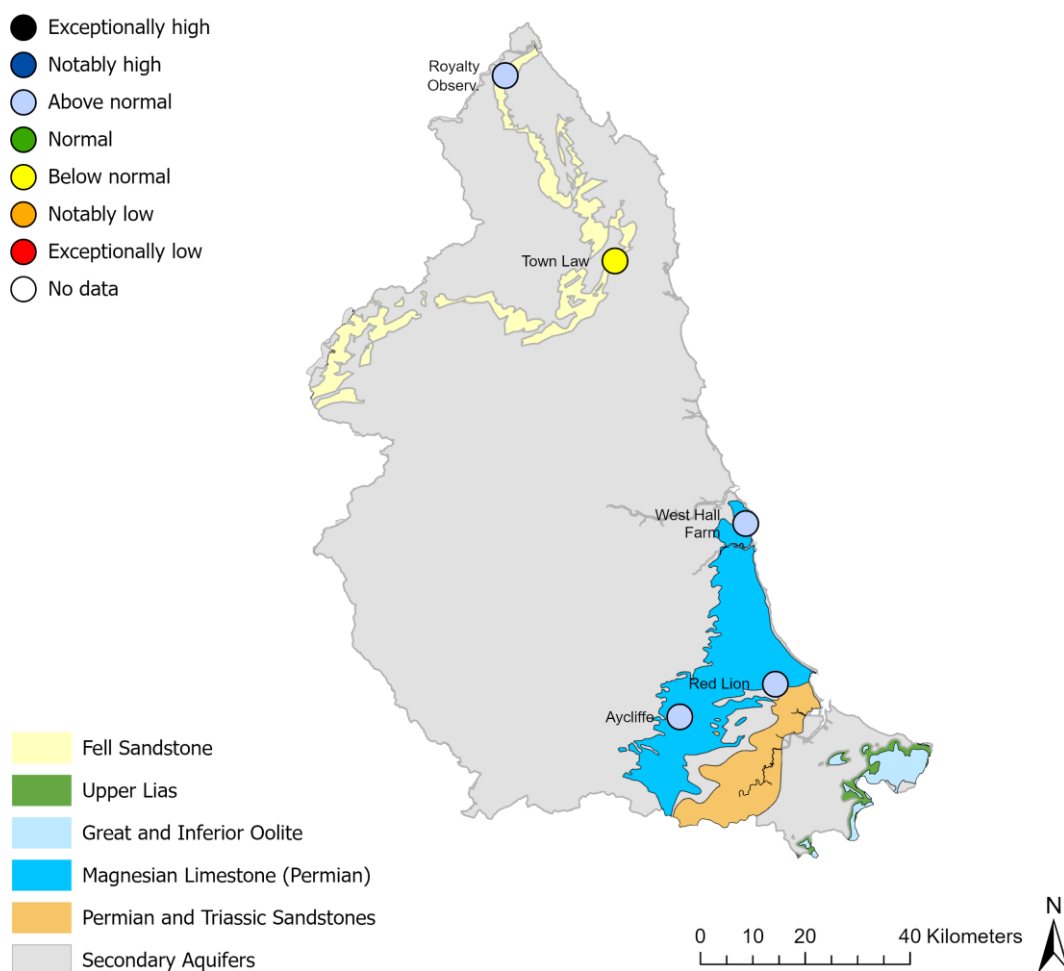 Exceptionally high
Notably high
Above normal
Normal
Below normal
Notably low
Exceptionally low
No data
Royalty
Observ.
Town Law
West Hall
Farm
Red Lion
Aycliffe
Fell Sandstone
Upper Lias
Great and Inferior Oolite
Magnesian Limestone (Permian)
Permian and Triassic Sandstones
Secondary Aquifers
0 10 20 40 Kilometers
N